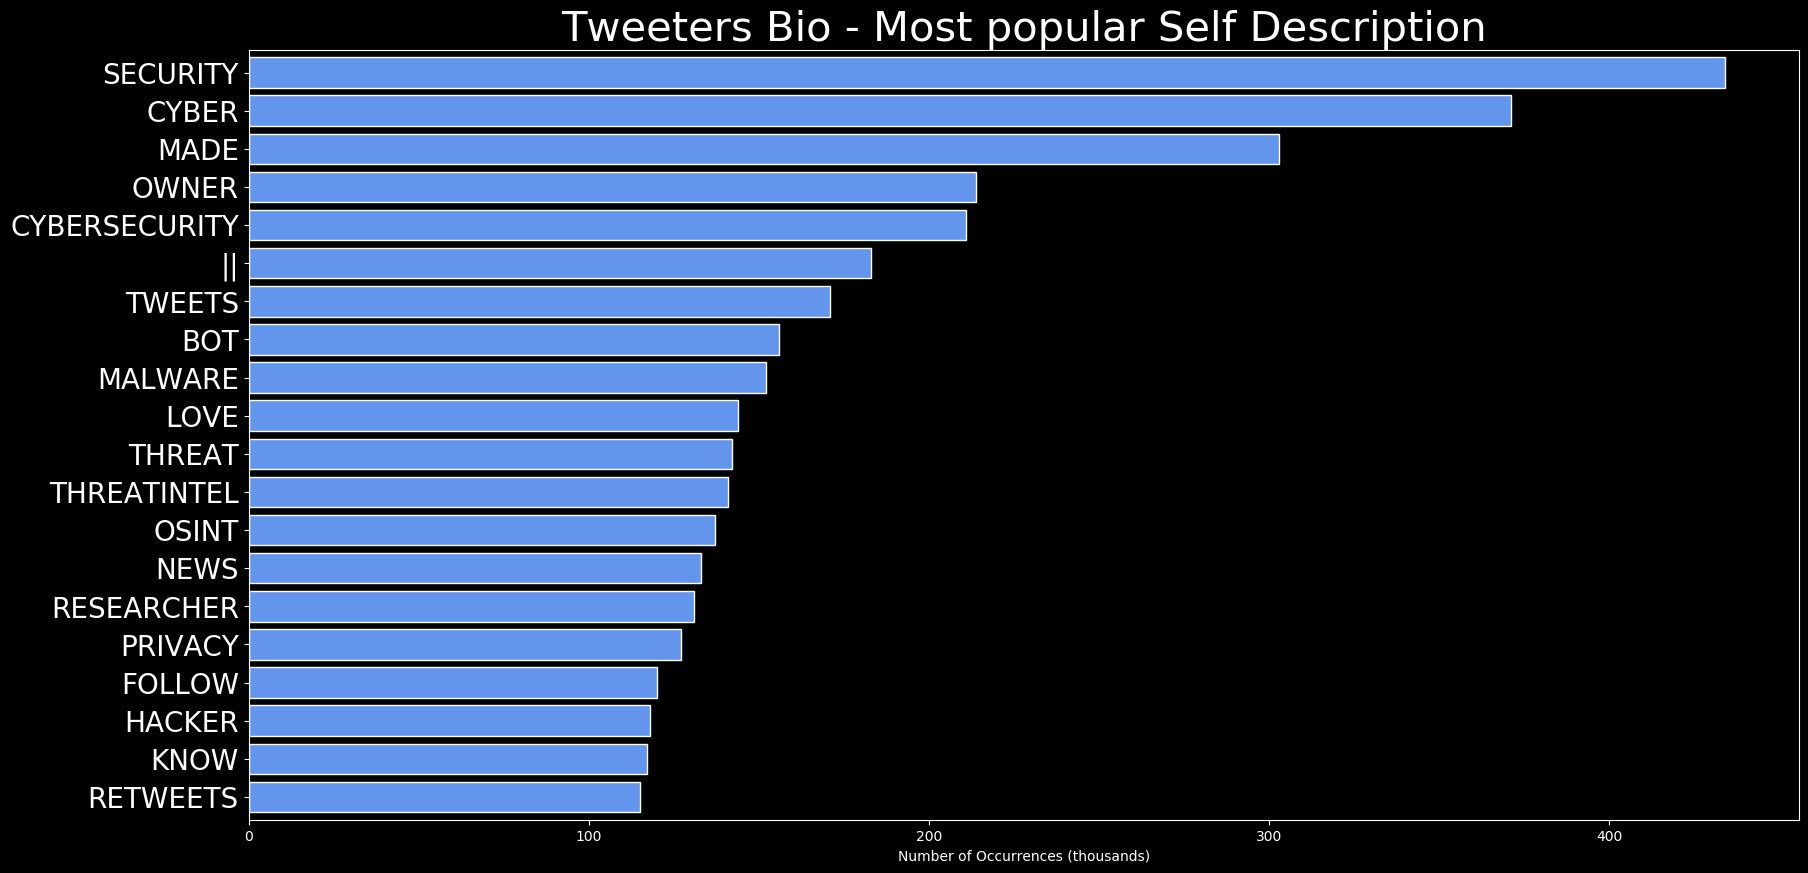 Tweeters Bio - Most popular Self Description
SECURITY
CYBER
MADE
OWNER
CYBERSECURITY
||
TWEETS
BOT
MALWARE
LOVE
THREAT
THREATINTEL
OSINT
NEWS
RESEARCHER
PRIVACY
FOLLOW
HACKER
KNOW
RETWEETS
0 100 200 300 400
Number of Occurrences (thousands)